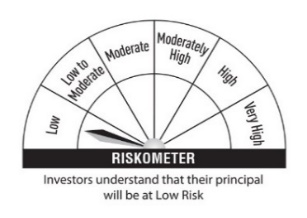 Low
Low to
Moderate
Moderate
Moderately
High
High
Very High
RISKOMETER
Investors understand that their principal
will be at Low Risk